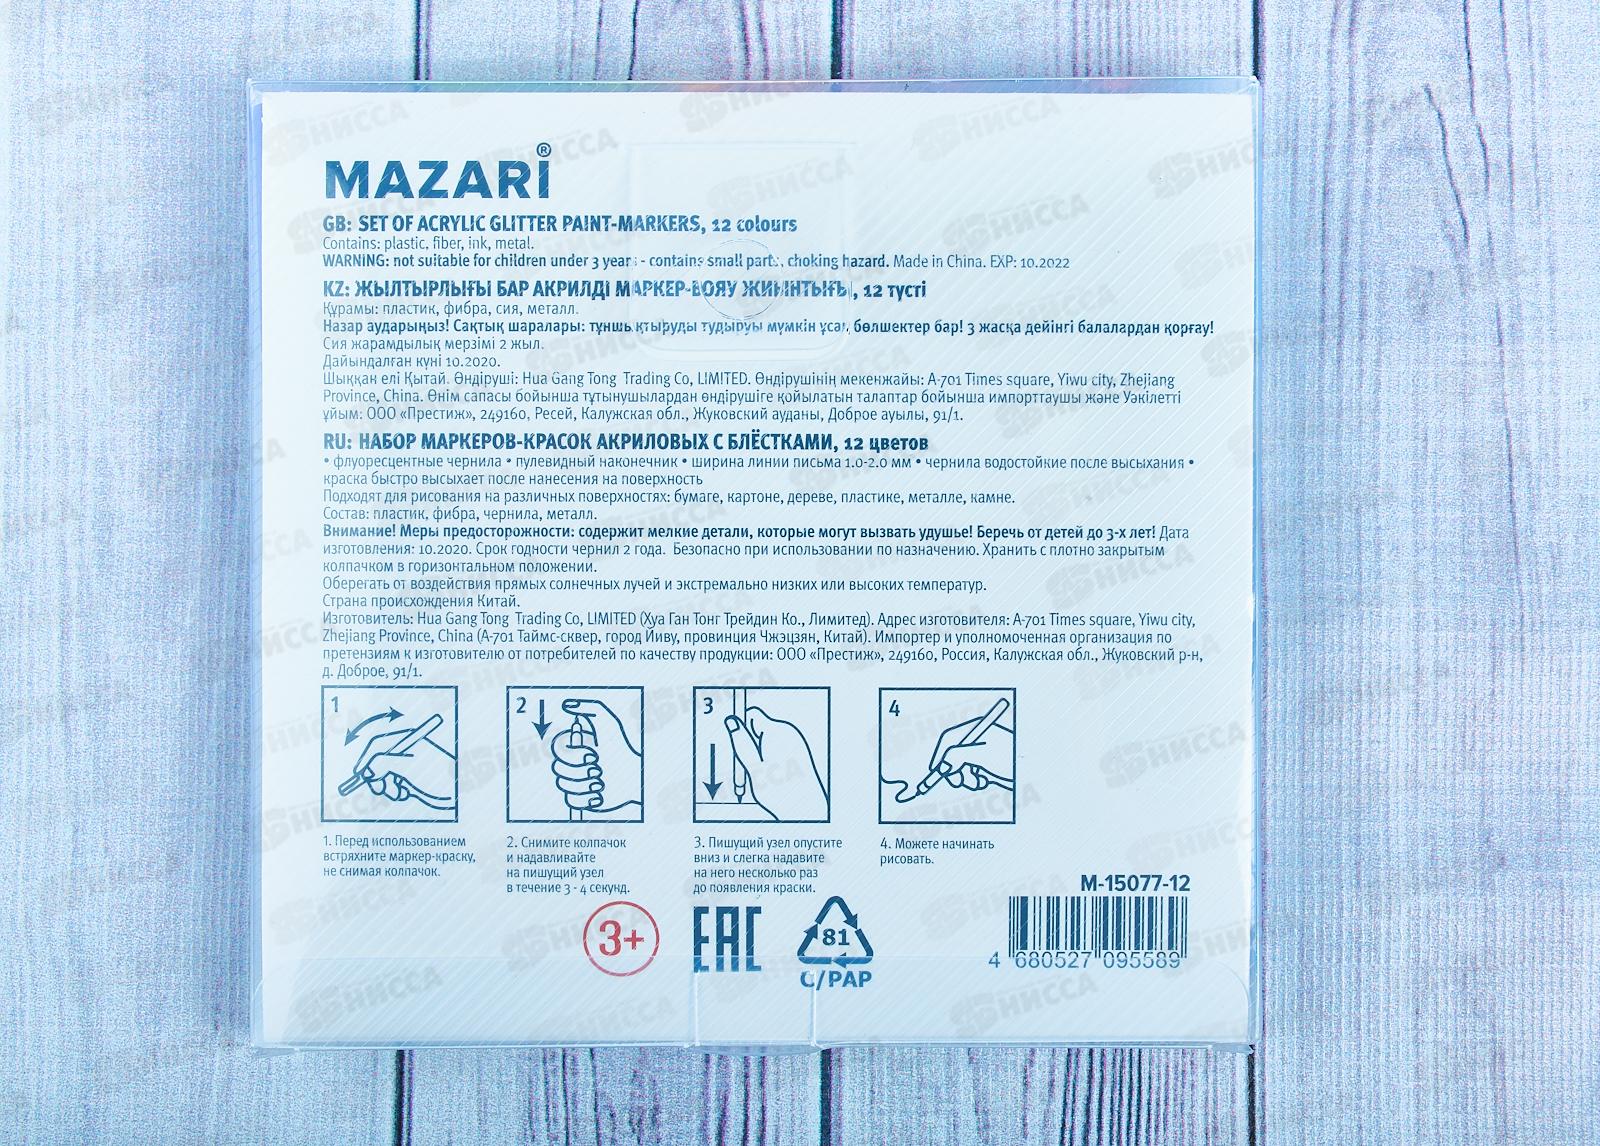 MAZARi®
GB: SET OF ACRYLIC GLITTER PAINT-MARKERS, 12 colours
Contains: plastic, fiber, ink, metal.
WARNING: not suitable for children under 3 years - contains small parts, choking hazard. Made in China. EXP: 10.2022
KZ: ЖЫЛТЫРЛЫҒЫ БАР АКРИЛДІ МАРКЕР-БОЯУ ЖИЫНТЫҒЫ, 12 түсті
Құрамы: пластик, фибра, сия, металл.
Назар аударыңыз! Сақтық шаралары: тұншықтыруды тудыруы мүмкін ұсақ бөлшектер бар! 3 жасқа дейінгі балалардан қорғау!
Сия жарамдылық мерзімі 2 жыл.
Дайындалған күні 10.2020.
Шыққан елі Қытай. Өндіруші: Hua Gang Tong Trading Co, LIMITED. Өндірушінің мекенжайы: A-701 Times square, Yiwu city, Zhejiang
Province, China. Өнім сапасы бойынша тұтынушылардан өндірушіге қойылатын талаптар бойынша импорттаушы және Уәкілетті
ұйым: ООО «Престиж», 249160, Ресей, Калужская обл., Жуковский ауданы, Доброе ауылы, 91/1.
RU: НАБОР МАРКЕРОВ-КРАСОК АКРИЛОВЫХ С БЛЁСТКАМИ, 12 цветов
• флуоресцентные чернила • пулевидный наконечник • ширина линии письма 1.0-2.0 мм • чернила водостойкие после высыхания •
краска быстро высыхает после нанесения на поверхность
Подходят для рисования на различных поверхностях: бумаге, картоне, дереве, пластике, металле, камне.
Состав: пластик, фибра, чернила, металл.
Внимание! Меры предосторожности: содержит мелкие детали, которые могут вызвать удушье! Беречь от детей до 3-х лет! Дата
изготовления: 10.2020. Срок годности чернил 2 года. Безопасно при использовании по назначению. Хранить с плотно закрытым
колпачком в горизонтальном положении.
Оберегать от воздействия прямых солнечных лучей и экстремально низких или высоких температур.
Страна происхождения Китай.
Изготовитель: Hua Gang Tong Trading Co, LIMITED (Хуа Ган Тонг Трейдин Ко., Лимитед). Адрес изготовителя: A-701 Times square, Yiwu city,
Zhejiang Province, China (А-701 Таймс-сквер, город Йиву, провинция Чжэцзян, Китай). Импортер и уполномоченная организация по
претензиям к изготовителю от потребителей по качеству продукции: ООО «Престиж», 249160, Россия, Калужская обл., Жуковский р-н,
д. Доброе, 91/1.
1
2
3
4
1. Перед использованием
встряхните маркер-краску,
не снимая колпачок.
2. Снимите колпачок
и надавливайте
на пишущий узел
в течение 3 - 4 секунд.
3. Пишущий узел опустите
вниз и слегка надавите
на него несколько раз
до появления краски.
4. Можете начинать
рисовать.
M-15077-12
3+
EAC
81
C/PAP
4 680527 095589
НИССА